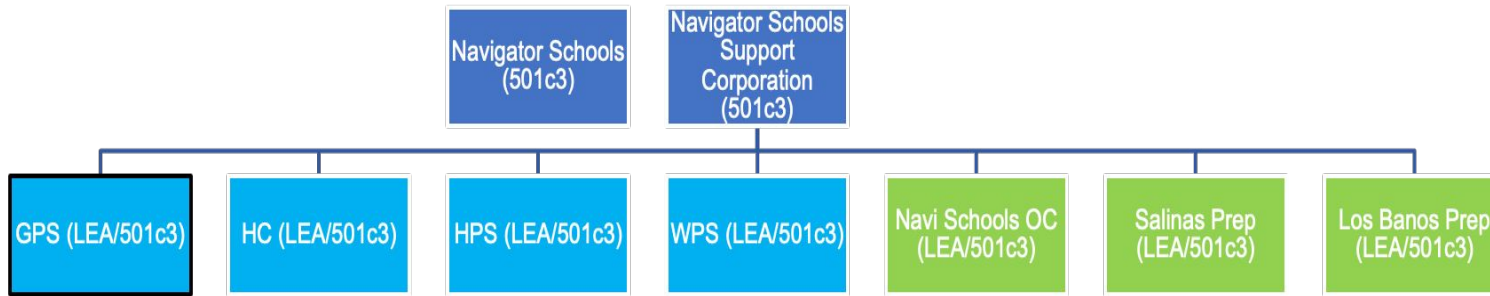 Navigator Schools
(501c3)
Navigator Schools
Support
Corporation
(501c3)
GPS (LEA/501c3)
HC (LEA/501c3)
HPS (LEA/501c3)
WPS (LEA/501c3)
Navi Schools OC
(LEA/501c3)
Salinas Prep
(LEA/501c3)
Los Banos Prep
(LEA/501c3)